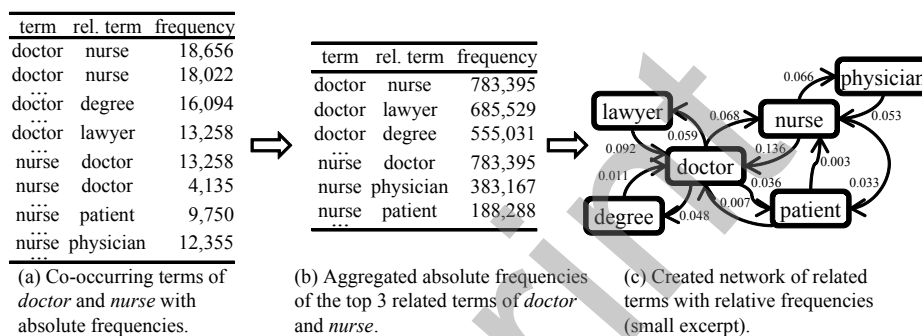 term rel. term frequency
doctor nurse 18,656
doctor nurse 18,022
...
doctor degree 16,094
...
doctor lawyer 13,258
nurse doctor 13,258
nurse doctor 4,135
...
nurse patient 9,750
...
nurse physician 12,355
...
(a) Co-occurring terms of
doctor and nurse with
absolute frequencies.
term rel. term frequency
doctor nurse 783,395
doctor lawyer 685,529
doctor degree 555,031
...
nurse doctor 783,395
nurse physician 383,167
nurse patient 188,288
...
(b) Aggregated absolute frequencies
of the top 3 related terms of doctor
and nurse.
physician
0.066
lawyer
nurse
0.053
0.068
0.059
0.092
0.136
0.003
doctor
0.011
0.036
0.033
0.007
degree
0.048
patient
(c) Created network of related
terms with relative frequencies
(small excerpt).
print